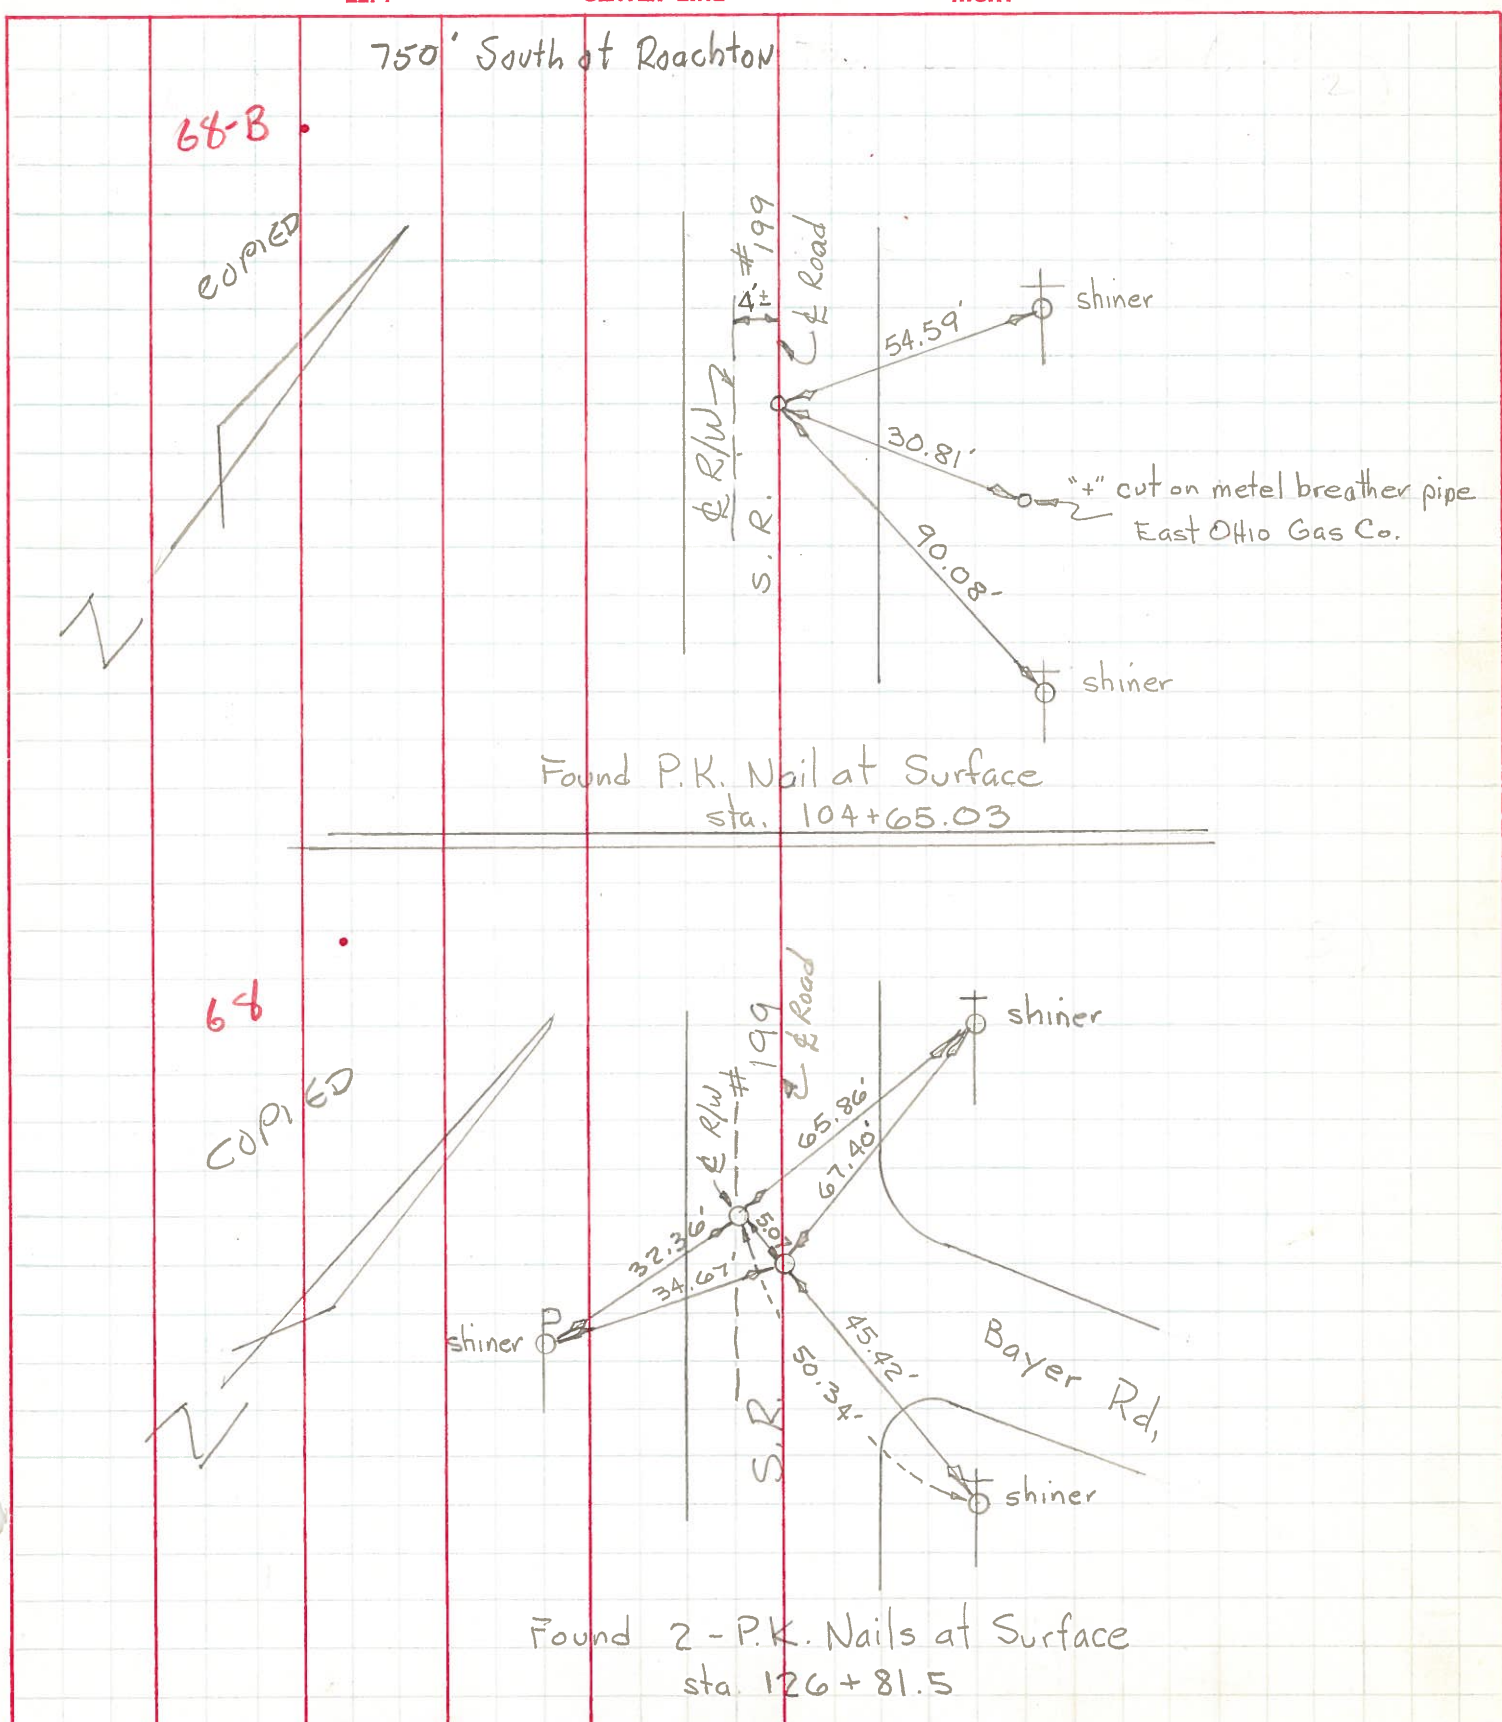 750' South of Roachton
68-B
COPIED
# 199
℄ Road
4'±
shiner
54.59'
℄ R/W
30.81'
"+" cut on metel breather pipe
East OHIO Gas Co.
S. R.
90.08-
shiner
Found P.K. Nail at Surface
sta. 104+65.03
68
COPIED
# 199
℄ Road
shiner
℄ R/W
65.86-
67.40'
32.36-
5.07
34.67'
shiner
45.42'-
50.34-
Bayer Rd,
S.R.
shiner
Found 2-P.K. Nails at Surface
sta. 126+81.5
N
N